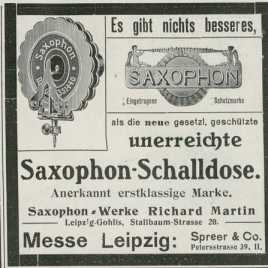 Es gibt nichts besseres,
Saxophon
SAXOPHON
Eingetragene Schutzmarke
als die neue gesetzl. geschützte
unerreichte
Saxophon-Schalldose.
Anerkannt erstklassige Marke.
Saxophon-Werke Richard Martin
Leipzig-Gohlis, Stallbaum-Strasse 20.
Messe Leipzig: Spreer & Co.
Petersstrasse 39, II.